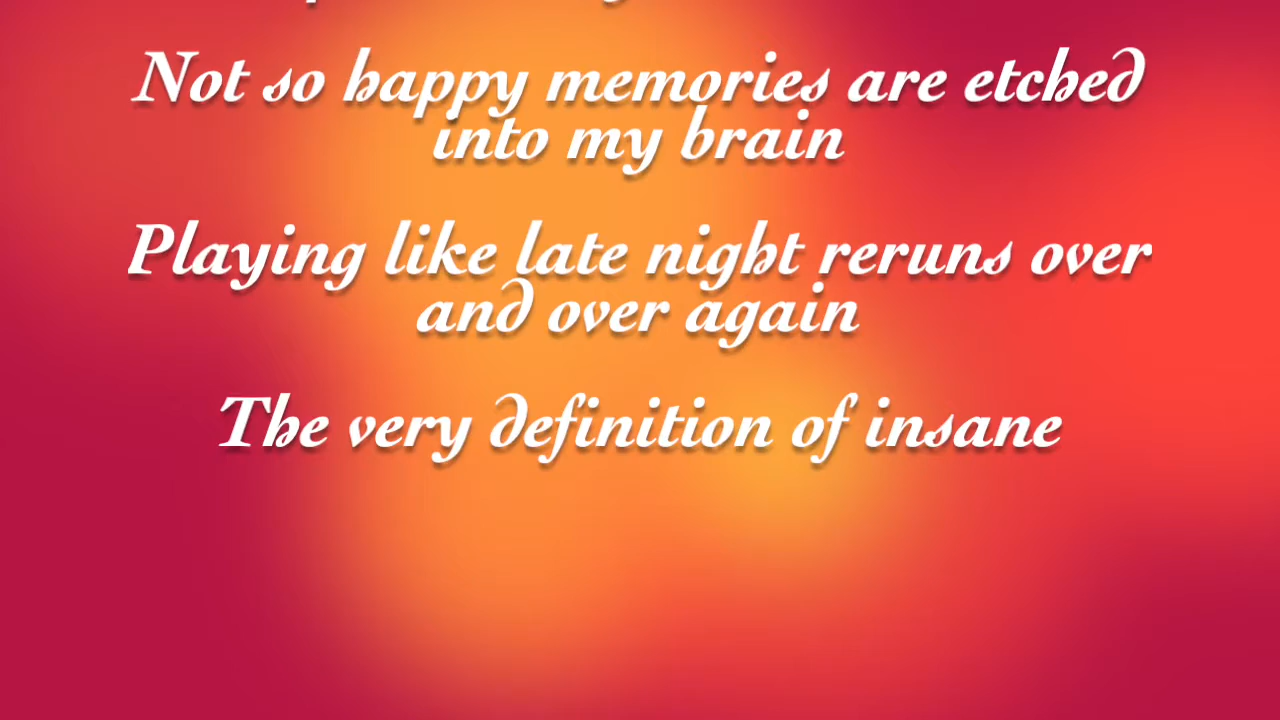 Not so happy memories are etched
into my brain
Playing like late night reruns over
and over again
The very definition of insane